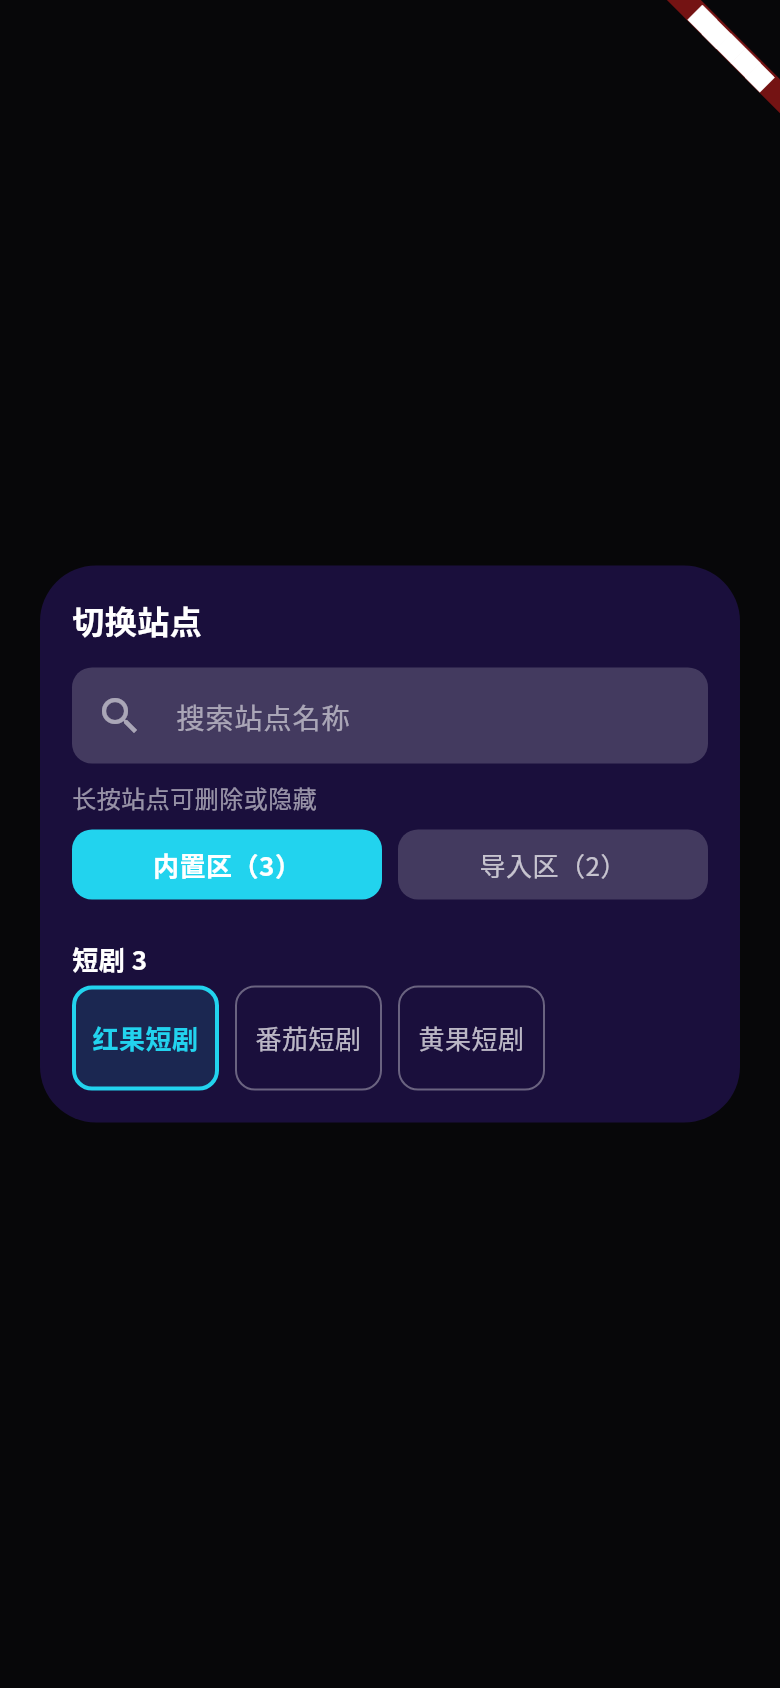 切换站点
搜索站点名称
长按站点可删除或隐藏
内置区（3）
导入区（2）
短剧 3
红果短剧
番茄短剧
黄果短剧